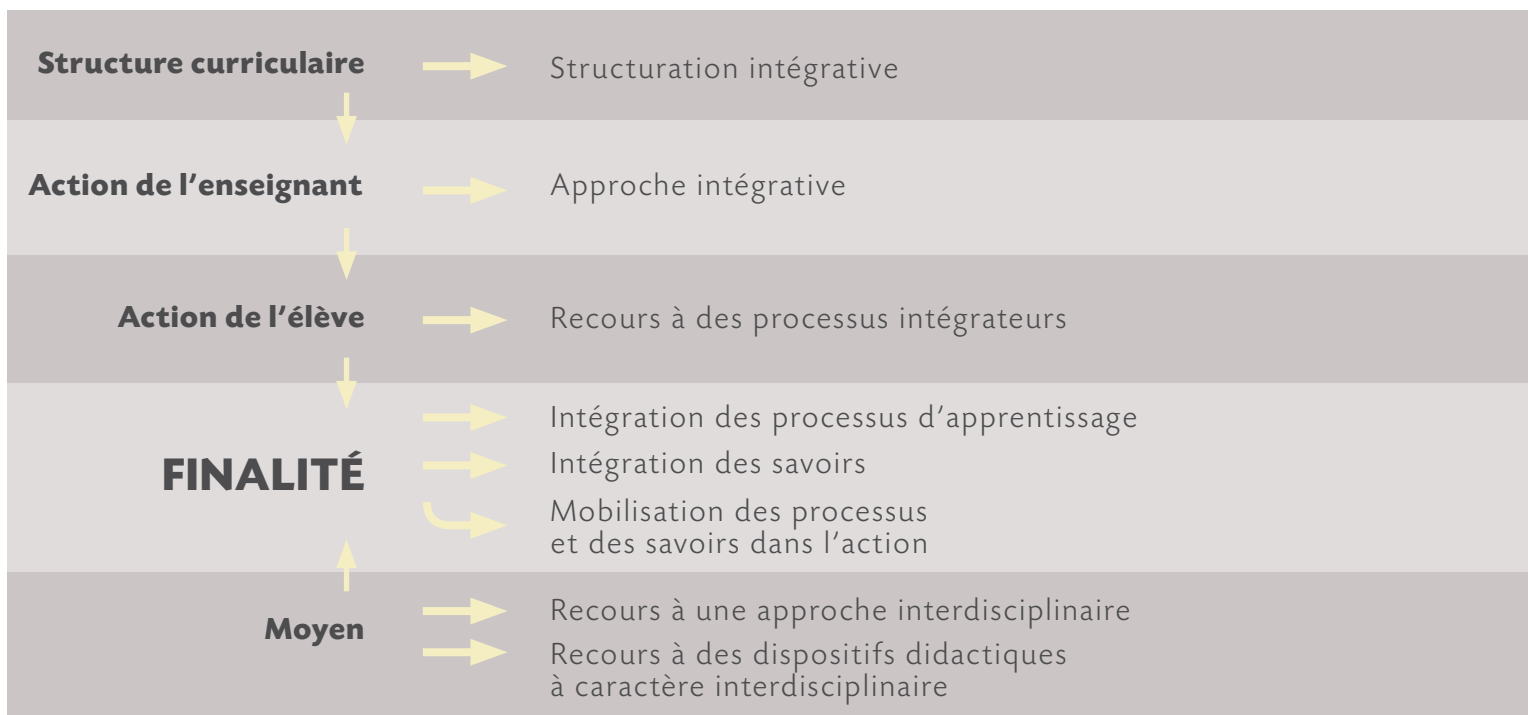 Structure curriculaire
Structuration intégrative
Action de l’enseignant
Approche intégrative
Action de l’élève
Recours à des processus intégrateurs
FINALITÉ
Intégration des processus d’apprentissage
Intégration des savoirs
Mobilisation des processus
et des savoirs dans l’action
Moyen
Recours à une approche interdisciplinaire
Recours à des dispositifs didactiques
à caractère interdisciplinaire